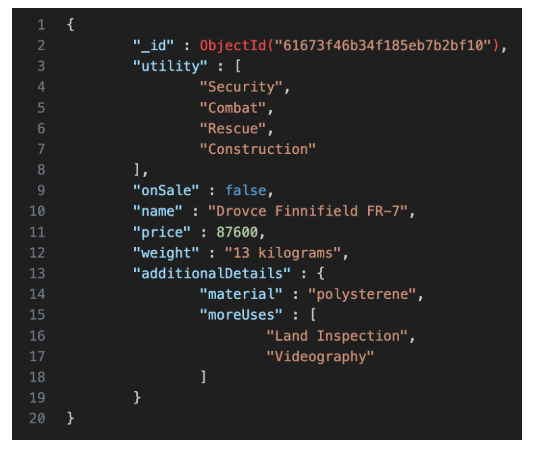 1 {
2 "_id" : ObjectId("61673f46b34f185eb7b2bf10"),
3 "utility" : [
4 "Security",
5 "Combat",
6 "Rescue",
7 "Construction"
8 ],
9 "onSale" : false,
10 "name" : "Drovce Finnifield FR-7",
11 "price" : 87600,
12 "weight" : "13 kilograms",
13 "additionalDetails" : {
14 "material" : "polysterene",
15 "moreUses" : [
16 "Land Inspection",
17 "Videography"
18 ]
19 }
20 }